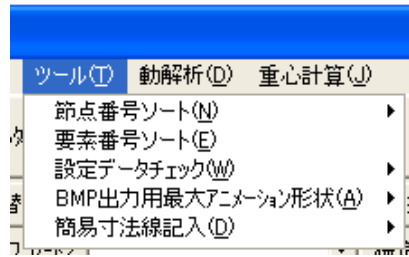 ツール(T) 動解析(D) 重心計算(J)
節点番号ソート(N)
要素番号ソート(E)
設定データチェック(W)
BMP出力用最大アニメーション形状(A)
簡易寸法線記入(D)